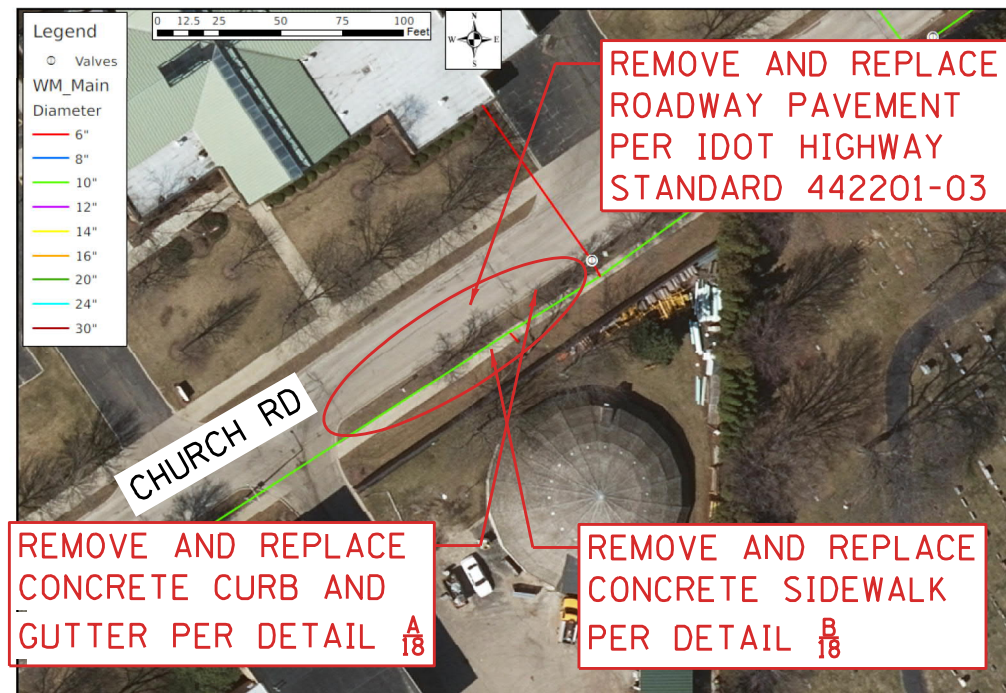 Legend
Valves
WM_Main
Diameter
6"
8"
10"
12"
14"
16"
20"
24"
30"
0 12.5 25 50 75 100
Feet
N
W E
S
REMOVE AND REPLACE
ROADWAY PAVEMENT
PER IDOT HIGHWAY
STANDARD 442201-03
CHURCH RD
REMOVE AND REPLACE
CONCRETE CURB AND
GUTTER PER DETAIL A/18
REMOVE AND REPLACE
CONCRETE SIDEWALK
PER DETAIL B/18